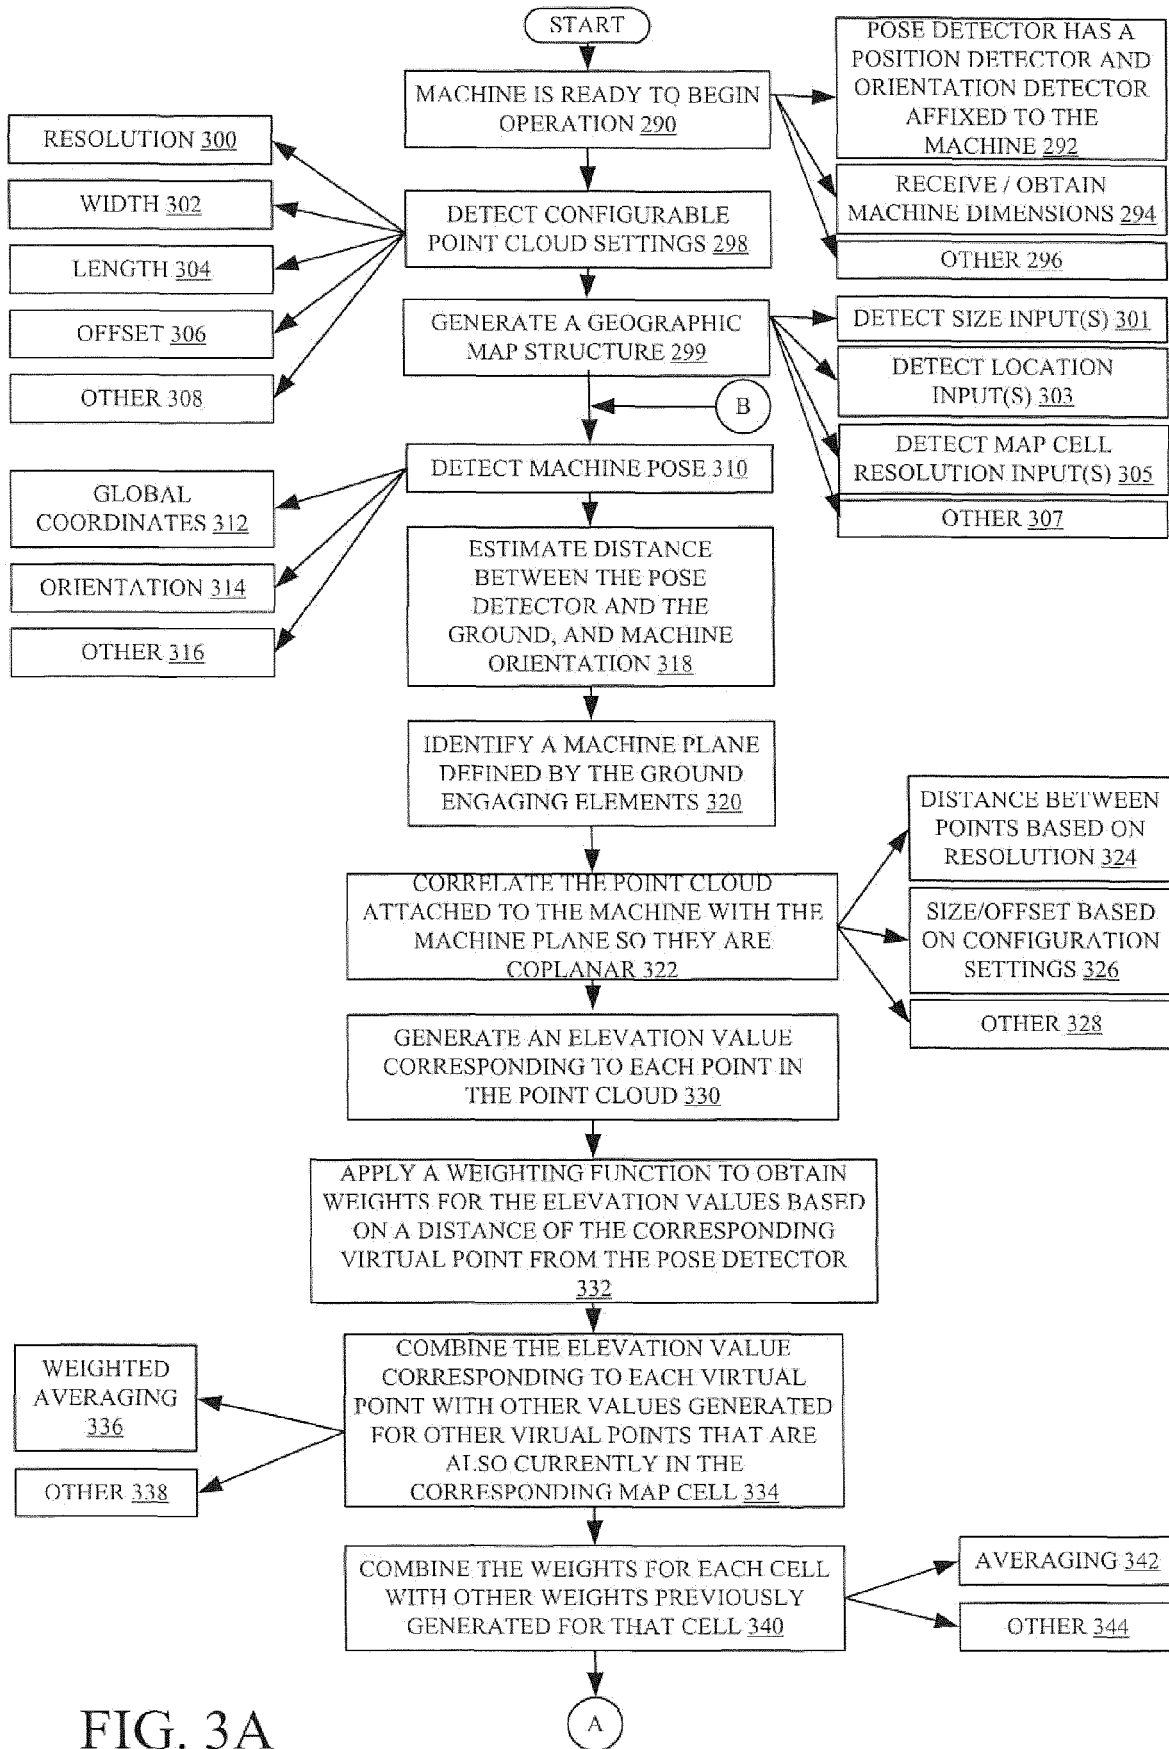 START
MACHINE IS READY TO BEGIN
OPERATION 290
POSE DETECTOR HAS A
POSITION DETECTOR AND
ORIENTATION DETECTOR
AFFIXED TO THE
MACHINE 292
RECEIVE / OBTAIN
MACHINE DIMENSIONS 294
OTHER 296
RESOLUTION 300
WIDTH 302
LENGTH 304
OFFSET 306
OTHER 308
DETECT CONFIGURABLE
POINT CLOUD SETTINGS 298
GENERATE A GEOGRAPHIC
MAP STRUCTURE 299
DETECT SIZE INPUT(S) 301
DETECT LOCATION
INPUT(S) 303
DETECT MAP CELL
RESOLUTION INPUT(S) 305
OTHER 307
B
DETECT MACHINE POSE 310
GLOBAL
COORDINATES 312
ORIENTATION 314
OTHER 316
ESTIMATE DISTANCE
BETWEEN THE POSE
DETECTOR AND THE
GROUND, AND MACHINE
ORIENTATION 318
IDENTIFY A MACHINE PLANE
DEFINED BY THE GROUND
ENGAGING ELEMENTS 320
CORRELATE THE POINT CLOUD
ATTACHED TO THE MACHINE WITH THE
MACHINE PLANE SO THEY ARE
COPLANAR 322
DISTANCE BETWEEN
POINTS BASED ON
RESOLUTION 324
SIZE/OFFSET BASED
ON CONFIGURATION
SETTINGS 326
OTHER 328
GENERATE AN ELEVATION VALUE
CORRESPONDING TO EACH POINT IN
THE POINT CLOUD 330
APPLY A WEIGHTING FUNCTION TO OBTAIN
WEIGHTS FOR THE ELEVATION VALUES BASED
ON A DISTANCE OF THE CORRESPONDING
VIRTUAL POINT FROM THE POSE DETECTOR
332
COMBINE THE ELEVATION VALUE
CORRESPONDING TO EACH VIRTUAL
POINT WITH OTHER VALUES GENERATED
FOR OTHER VIRUAL POINTS THAT ARE
ALSO CURRENTLY IN THE
CORRESPONDING MAP CELL 334
WEIGHTED
AVERAGING
336
OTHER 338
COMBINE THE WEIGHTS FOR EACH CELL
WITH OTHER WEIGHTS PREVIOUSLY
GENERATED FOR THAT CELL 340
AVERAGING 342
OTHER 344
A
FIG. 3A